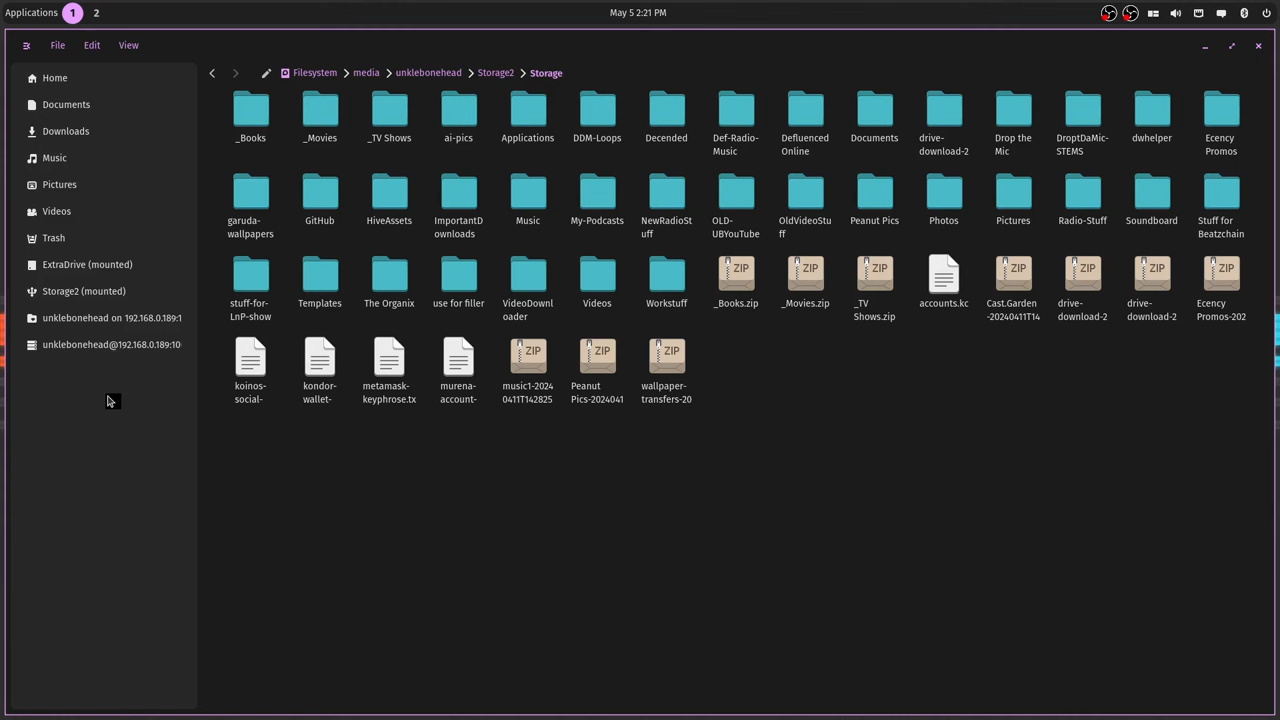 Applications 1 2
May 5 2:21 PM
File Edit View
Home
Documents
Downloads
Music
Pictures
Videos
Trash
ExtraDrive (mounted)
Storage2 (mounted)
unklebonehead on 192.168.0.189:1
unklebonehead@192.168.0.189:10
Filesystem media unklebonehead Storage2 Storage
_Books
_Movies
_TV Shows
ai-pics
Applications
DDM-Loops
Decended
Def-Radio-
Music
Defluenced
Online
Documents
drive-
download-2
Drop the
Mic
DroptDaMic-
STEMS
dwhelper
Ecency
Promos
garuda-
wallpapers
GitHub
HiveAssets
ImportantD
ownloads
Music
My-Podcasts
NewRadioSt
uff
OLD-
UBYouTube
OldVideoStu
ff
Peanut Pics
Photos
Pictures
Radio-Stuff
Soundboard
Stuff for
Beatzchain
stuff-for-
LnP-show
Templates
The Organix
use for filler
VideoDownl
oader
Videos
Workstuff
ZIP
_Books.zip
ZIP
_Movies.zip
ZIP
_TV
Shows.zip
accounts.kc
ZIP
Cast.Garden
-20240411T14
ZIP
drive-
download-2
ZIP
drive-
download-2
ZIP
Ecency
Promos-202
koinos-
social-
kondor-
wallet-
metamask-
keyphrose.tx
murena-
account-
ZIP
music1-2024
0411T142825
ZIP
Peanut
Pics-202404​1
ZIP
wallpaper-
transfers-20